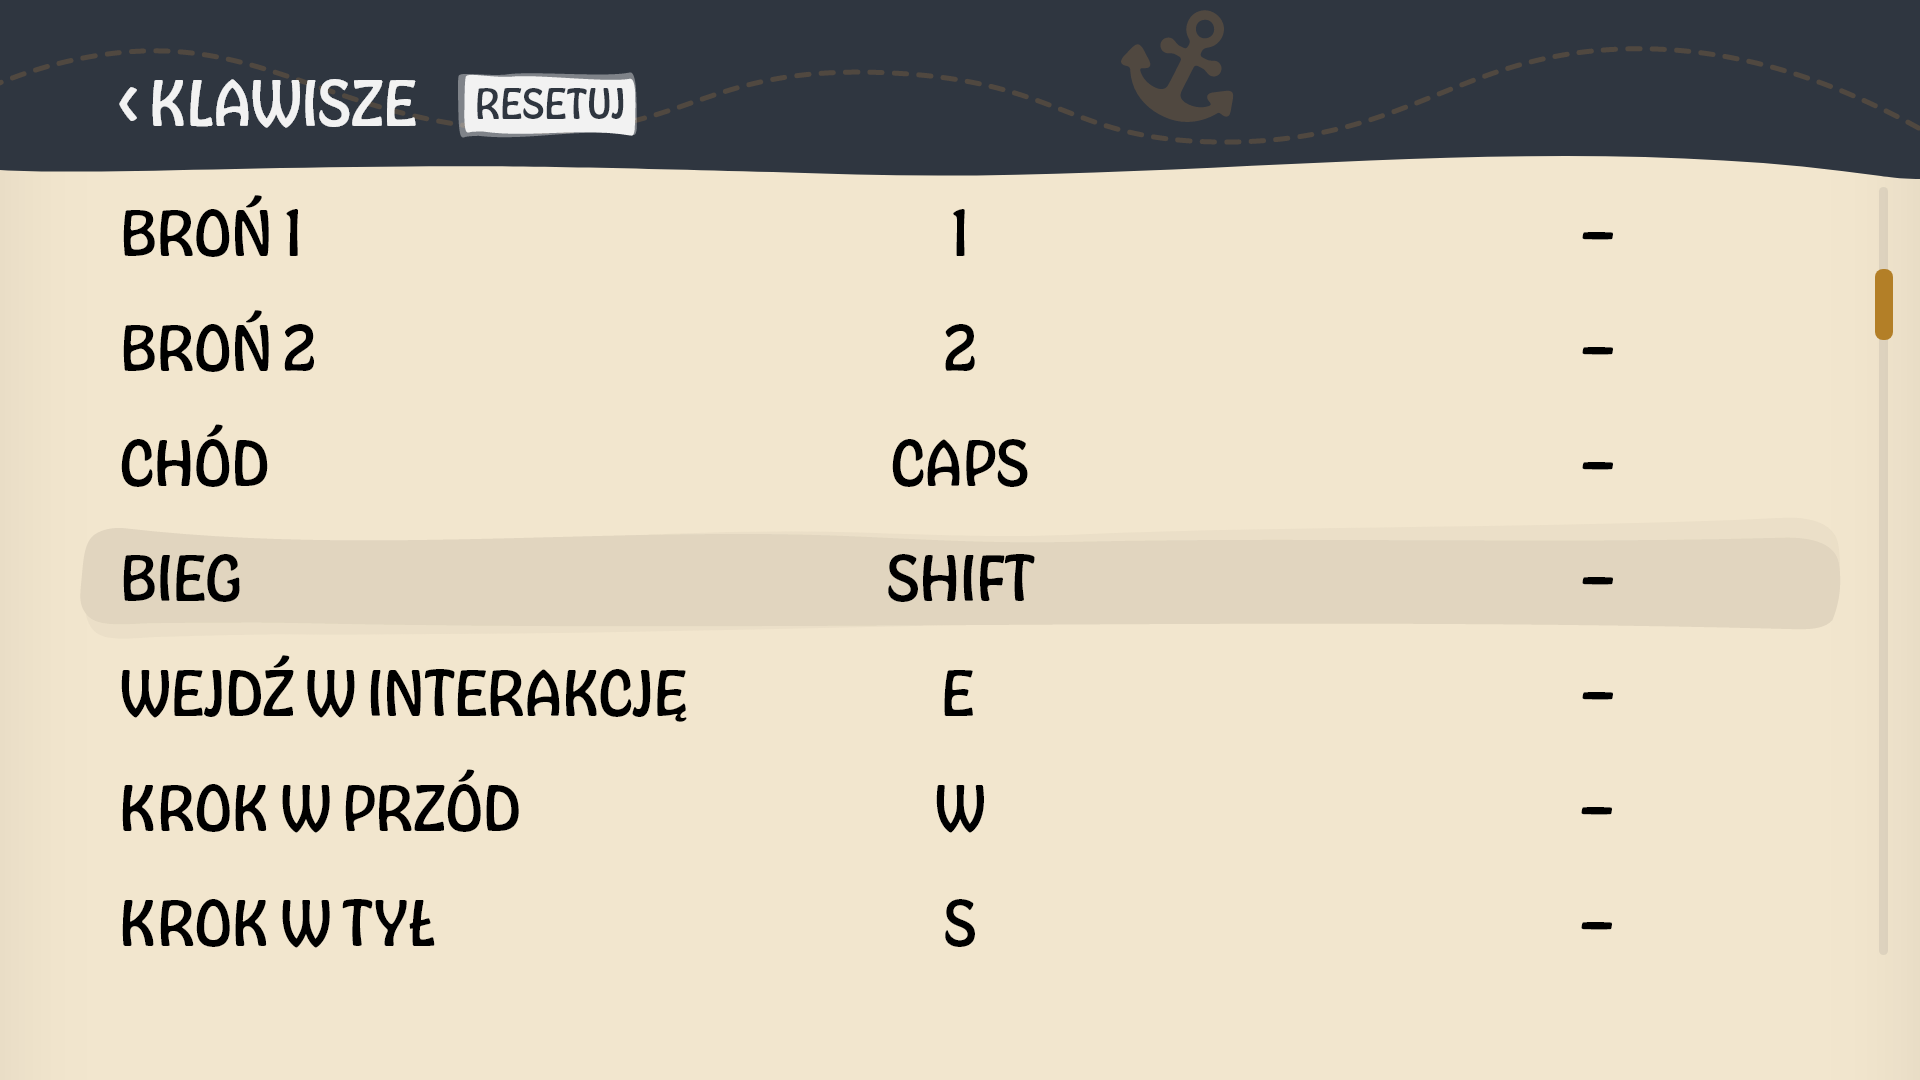 ‹ KLAWISZE RESETUJ
BROŃ 1 1 –
BROŃ 2 2 –
CHÓD CAPS –
BIEG SHIFT –
WEJDŹ W INTERAKCJĘ E –
KROK W PRZÓD W –
KROK W TYŁ S –